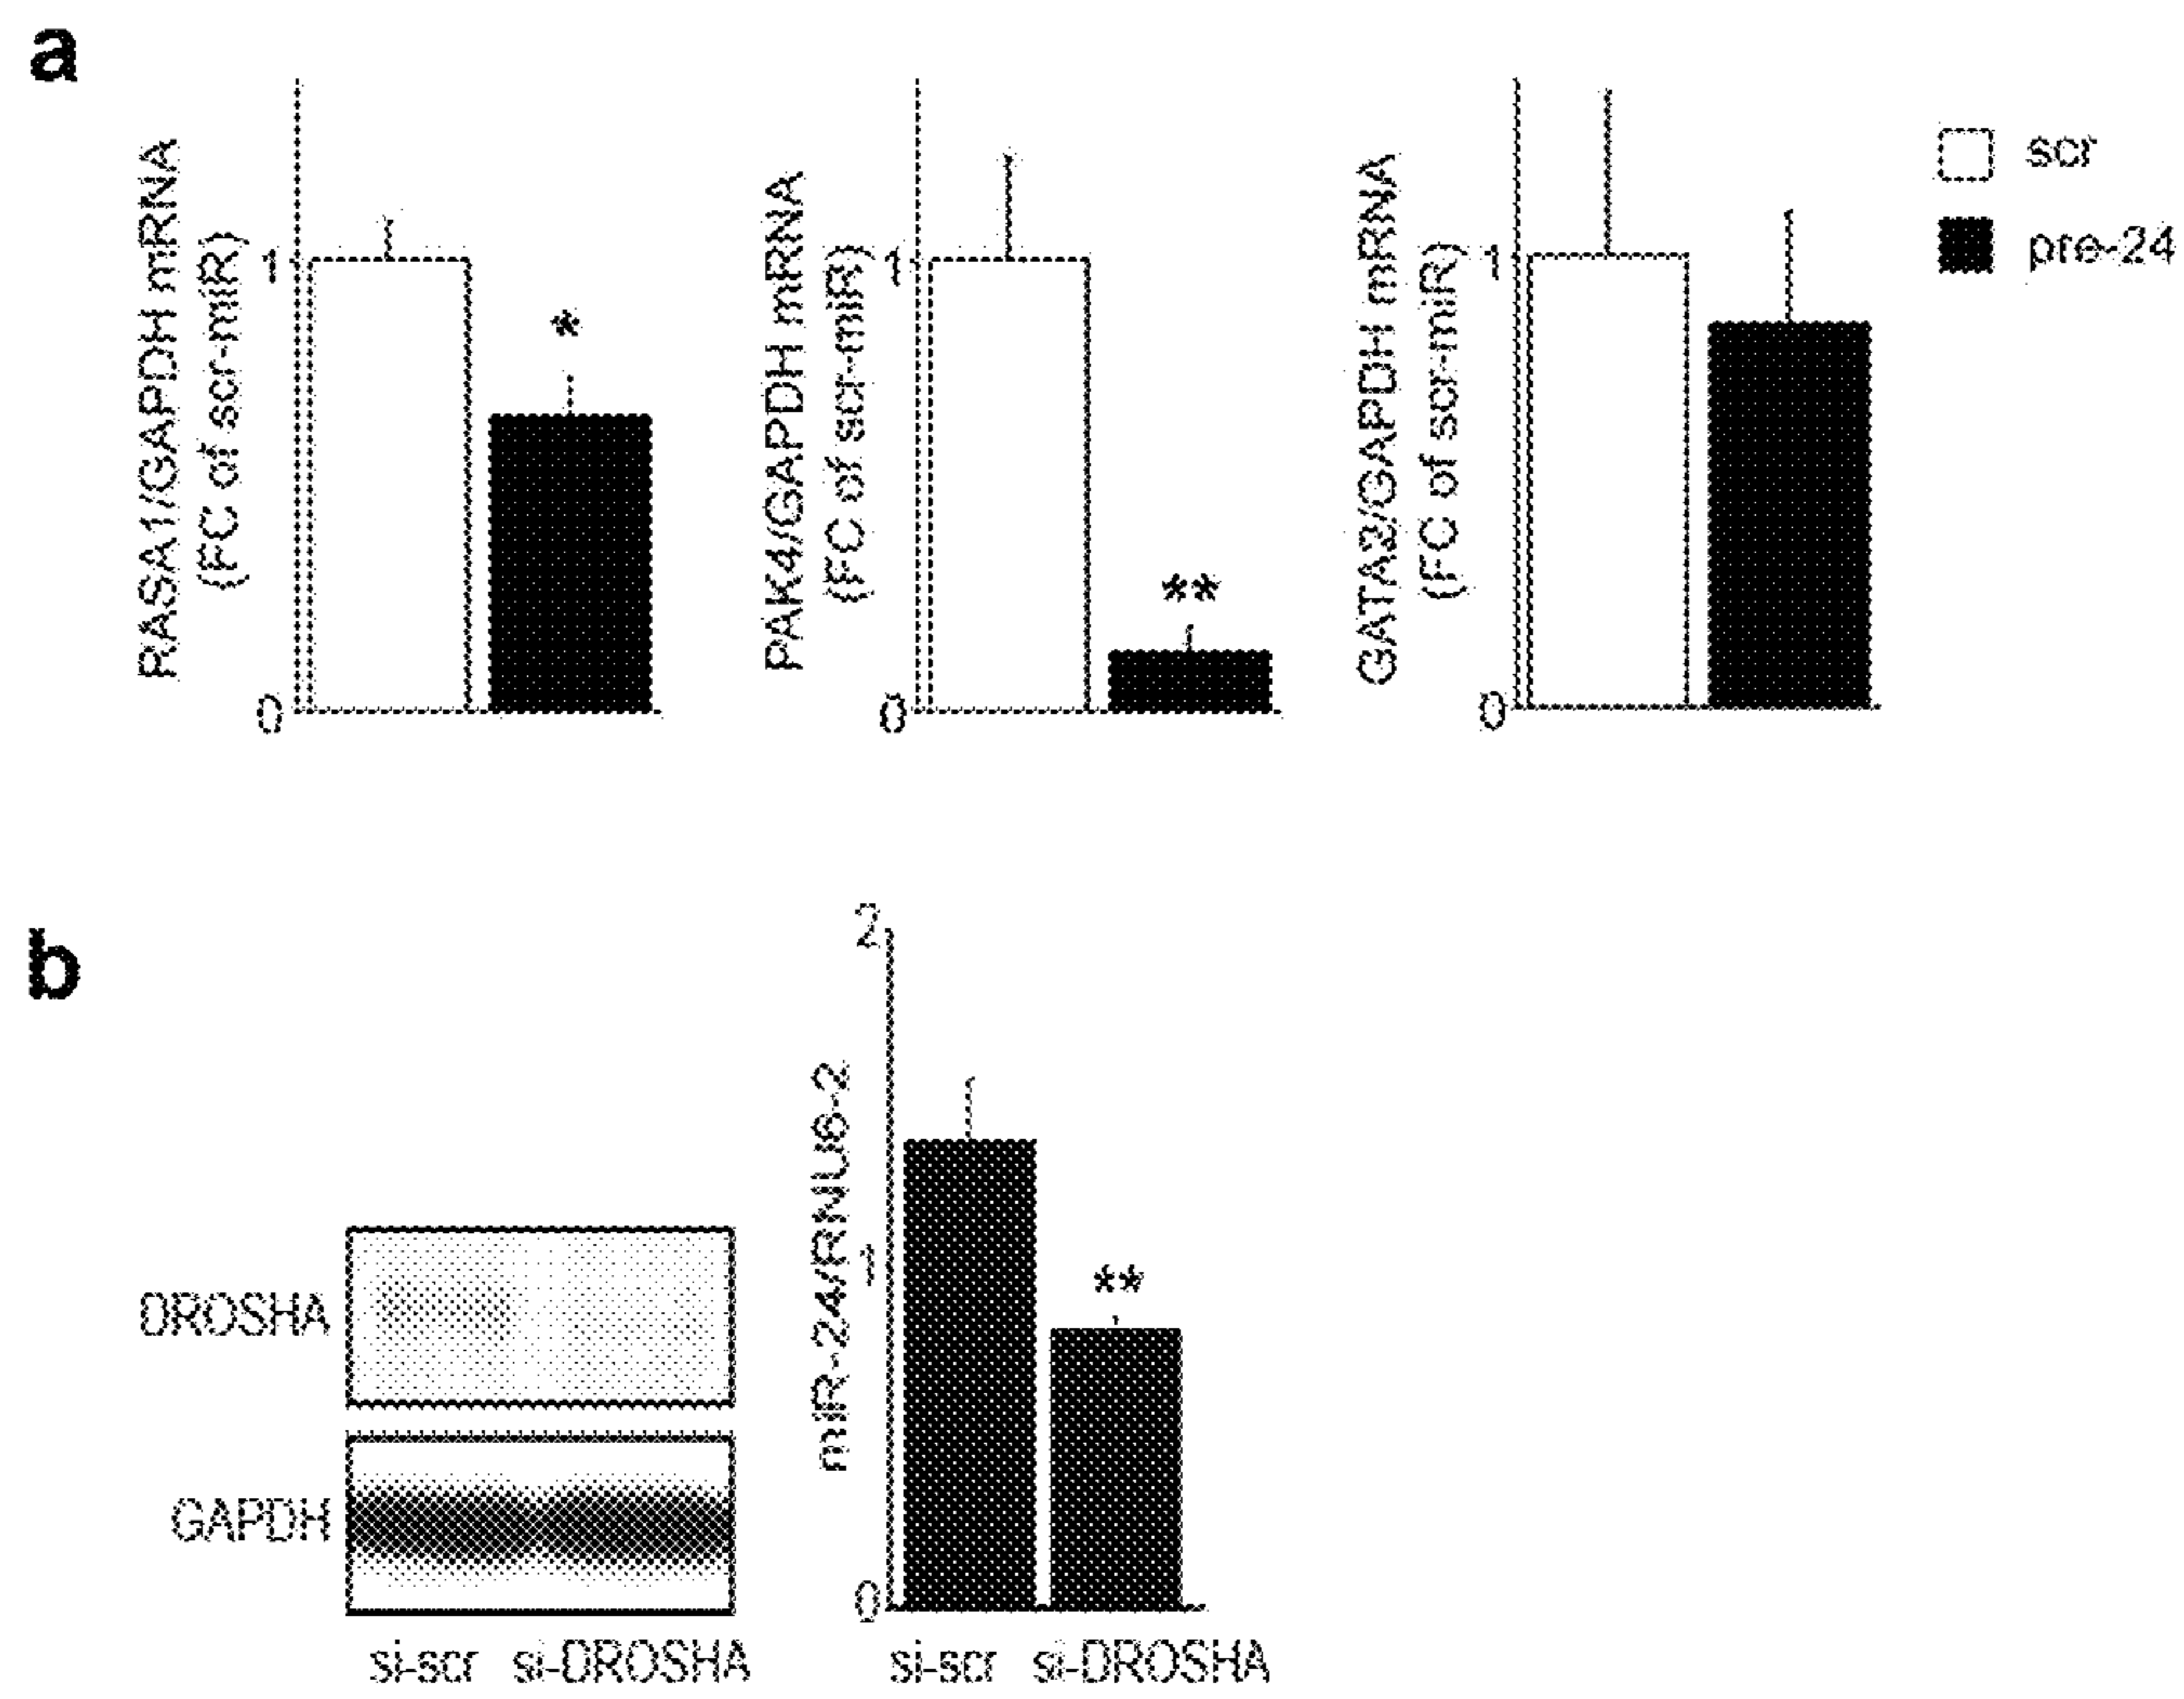 a
RASA1/GAPDH mRNA
(FC of scr-miR)
1
0
*
PAK4/GAPDH mRNA
(FC of scr-miR)
1
0
**
GATA2/GAPDH mRNA
(FC of scr-miR)
1
0
scr
pre-24
b
DROSHA
GAPDH
si-scr si-DROSHA
miR-24/RNU6-2
2
1
0
**
si-scr si-DROSHA